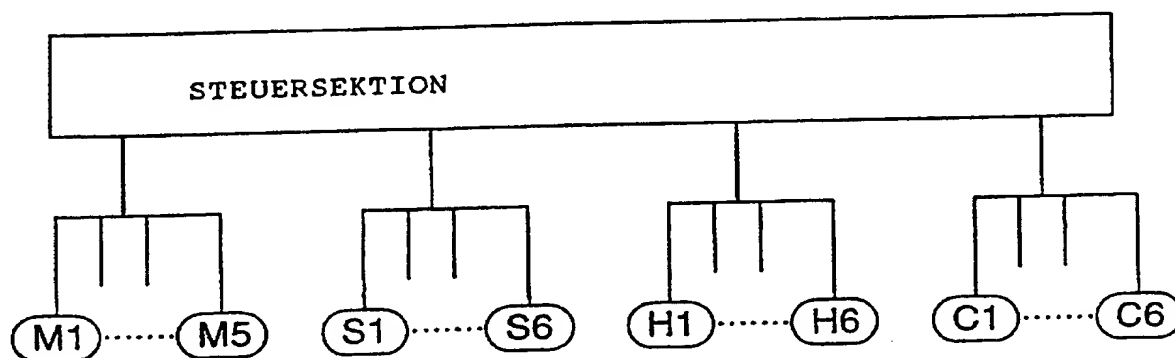 STEUERSEKTION
M1 ...... M5 S1 ...... S6 H1 ....... H6 C1 ...... C6